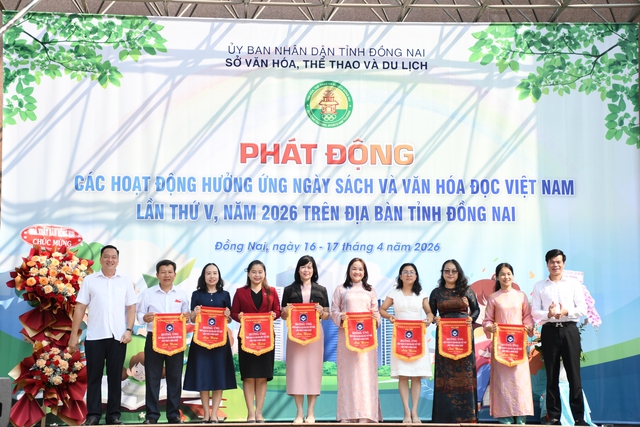 ỦY BAN NHÂN DÂN TỈNH ĐỒNG NAI
SỞ VĂN HÓA, THỂ THAO VÀ DU LỊCH
PHÁT ĐỘNG
CÁC HOẠT ĐỘNG HƯỞNG ỨNG NGÀY SÁCH VÀ VĂN HÓA ĐỌC VIỆT NAM
LẦN THỨ V, NĂM 2026 TRÊN ĐỊA BÀN TỈNH ĐỒNG NAI
Đồng Nai, ngày 16 - 17 tháng 4 năm 2026
CHÚC MỪNG